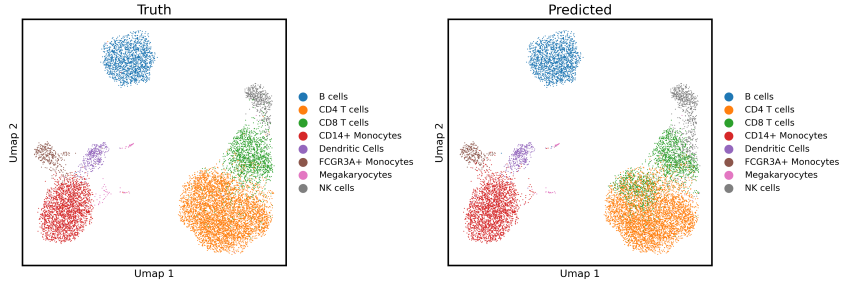 Truth
Umap 2
Umap 1
B cells
CD4 T cells
CD8 T cells
CD14+ Monocytes
Dendritic Cells
FCGR3A+ Monocytes
Megakaryocytes
NK cells
Predicted
Umap 2
Umap 1
B cells
CD4 T cells
CD8 T cells
CD14+ Monocytes
Dendritic Cells
FCGR3A+ Monocytes
Megakaryocytes
NK cells